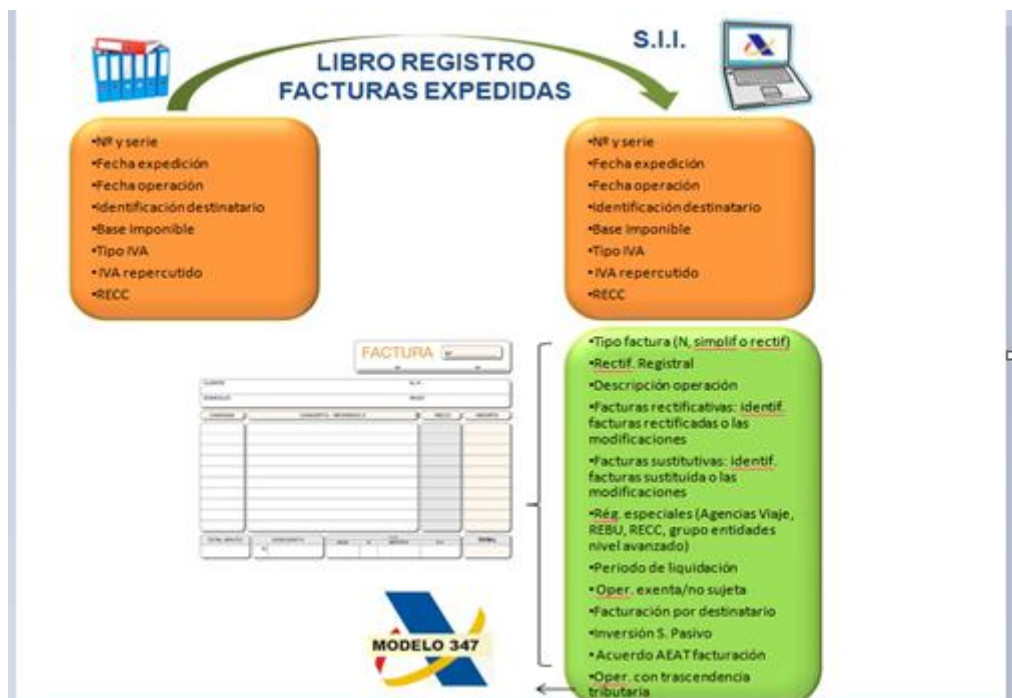 S.I.I.
LIBRO REGISTRO
FACTURAS EXPEDIDAS
•Nº y serie
•Fecha expedición
•Fecha operación
•Identificación destinatario
•Base Imponible
•Tipo IVA
• IVA repercutido
•RECC
•Nº y serie
•Fecha expedición
•Fecha operación
•Identificación destinatario
•Base Imponible
•Tipo IVA
• IVA repercutido
•RECC
FACTURA Nº
TOTAL
•Tipo factura (N, simplif o rectif)
•Rectif. Registral
•Descripción operación
•Facturas rectificativas: identif.
facturas rectificadas o las
modificaciones
•Facturas sustitutivas: identif.
facturas sustituida o las
modificaciones
•Rég. especiales (Agencias Viaje,
REBU, RECC, grupo entidades
nivel avanzado)
•Periodo de liquidación
• Oper. exenta/no sujeta
•Facturación por destinatario
•Inversión S. Pasivo
• Acuerdo AEAT facturación
•Oper. con trascendencia
tributaria
MODELO 347